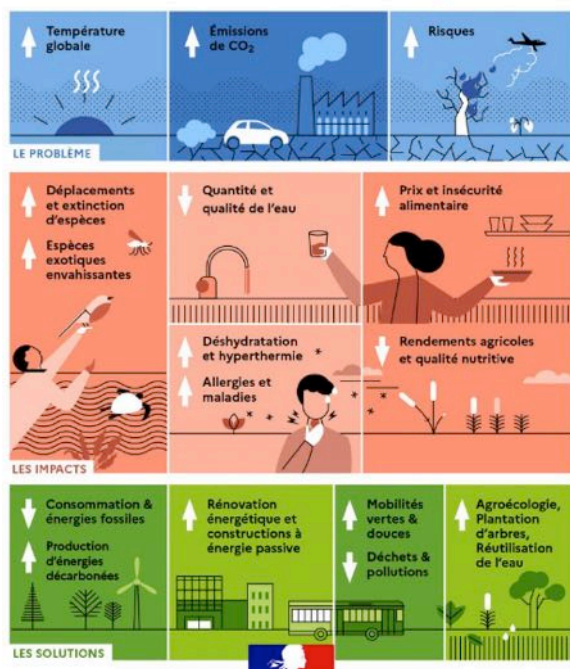 Température
globale
Émissions
de CO₂
Risques
LE PROBLÈME
Déplacements
et extinction
d'espèces
Espèces
exotiques
envahissantes
Quantité et
qualité de l'eau
Prix et insécurité
alimentaire
Déshydratation
et hyperthermie
Allergies et
maladies
Rendements agricoles
et qualité nutritive
LES IMPACTS
Consommation &
énergies fossiles
Production
d'énergies
décarbonées
Rénovation
énergétique et
constructions à
énergie passive
Mobilités
vertes &
douces
Déchets &
pollutions
Agroécologie,
Plantation
d'arbres,
Réutilisation
de l'eau
LES SOLUTIONS